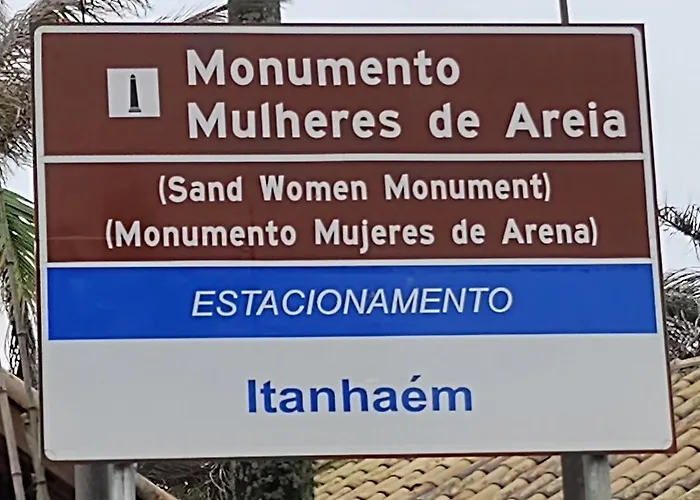 Monumento
Mulheres de Areia
(Sand Women Monument)
(Monumento Mujeres de Arena)
ESTACIONAMENTO
Itanhaém